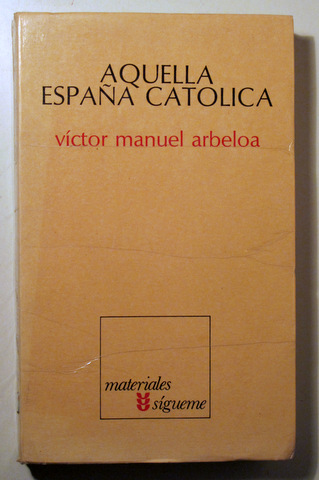 AQUELLA
ESPAÑA CATOLICA
víctor manuel arbeloa
materiales
sígueme